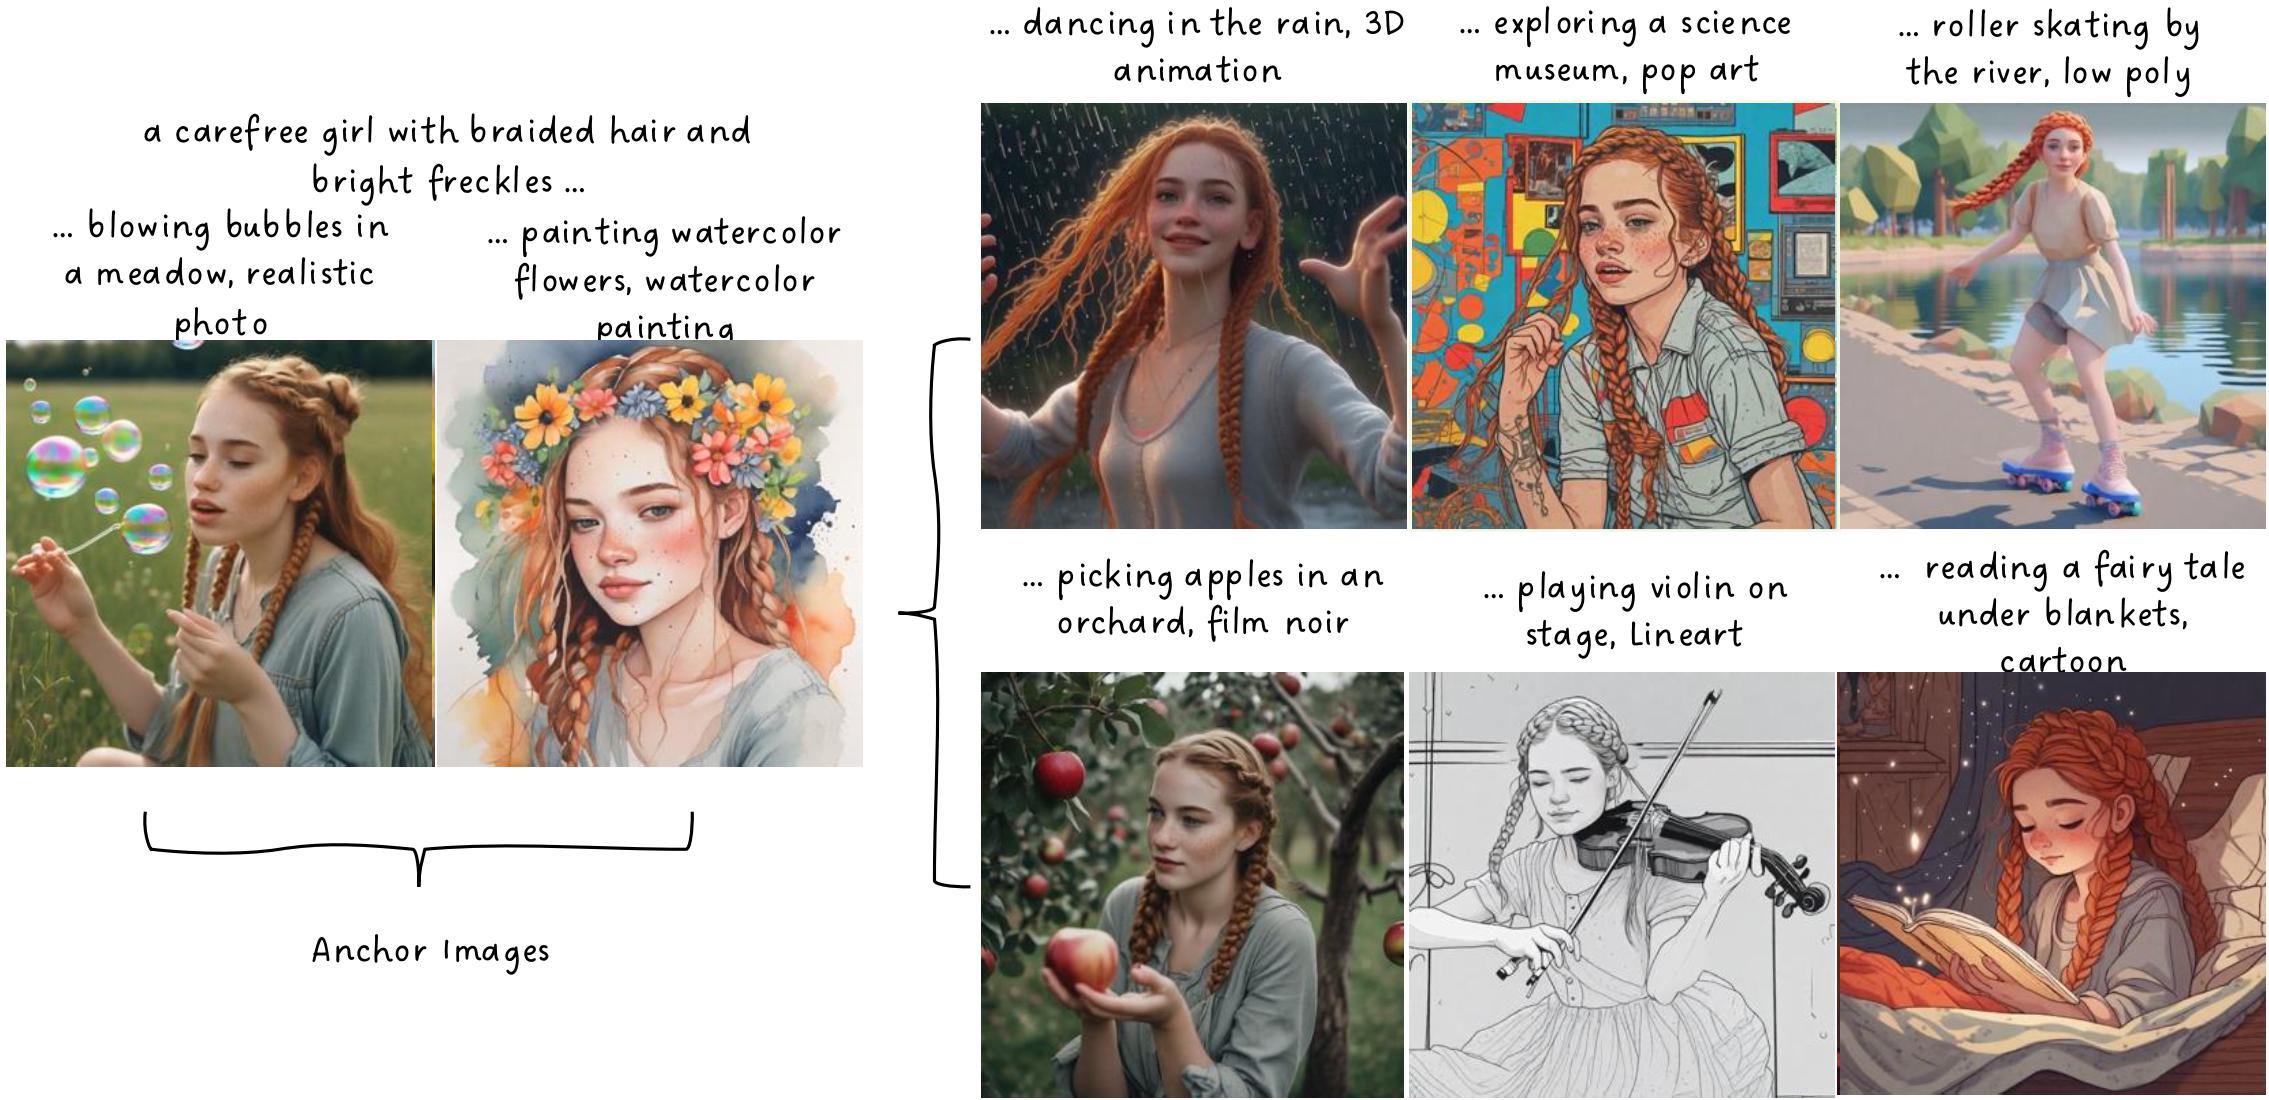 a carefree girl with braided hair and
bright freckles ...
... blowing bubbles in
a meadow, realistic
photo
... painting watercolor
flowers, watercolor
painting
Anchor Images
... dancing in the rain, 3D
animation
... exploring a science
museum, pop art
... roller skating by
the river, low poly
... picking apples in an
orchard, film noir
... playing violin on
stage, Lineart
... reading a fairy tale
under blankets,
cartoon